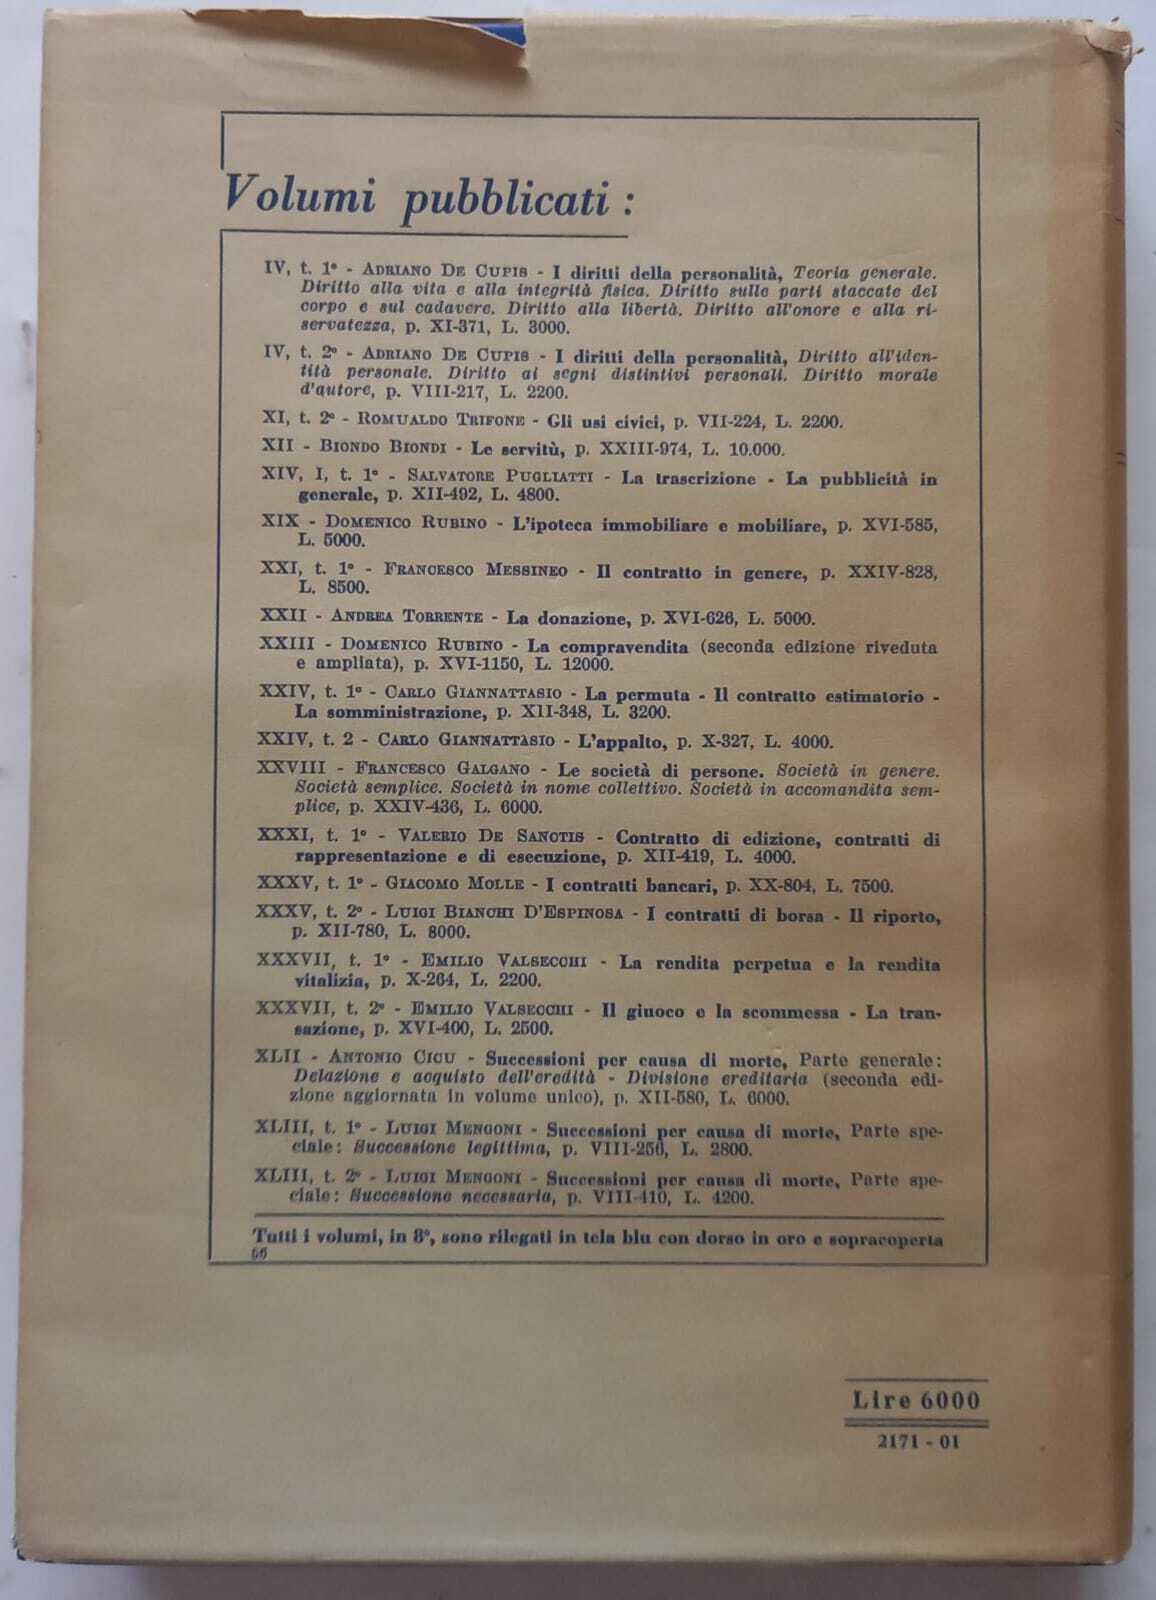 Volumi pubblicati :
IV, t. 1° - ADRIANO DE CUPIS - I diritti della personalità, Teoria generale.
Diritto alla vita e alla integrità fisica. Diritto sulle parti staccate del
corpo e sul cadavere. Diritto alla libertà. Diritto all'onore e alla ri-
servatezza, p. XI-371, L. 3000.
IV, t. 2° - ADRIANO DE CUPIS - I diritti della personalità, Diritto all'iden-
tità personale. Diritto ai segni distintivi personali. Diritto morale
d'autore, p. VIII-217, L. 2200.
XI, t. 2° - ROMUALDO TRIFONE - Gli usi civici, p. VII-224, L. 2200.
XII - BIONDO BIONDI - Le servitù, p. XXIII-974, L. 10.000.
XIV, I, t. 1° - SALVATORE PUGLIATTI - La trascrizione - La pubblicità in
generale, p. XII-492, L. 4800.
XIX - DOMENICO RUBINO - L'ipoteca immobiliare e mobiliare, p. XVI-585,
L. 5000.
XXI, t. 1° - FRANCESCO MESSINEO - Il contratto in genere, p. XXIV-828,
L. 8500.
XXII - ANDREA TORRENTE - La donazione, p. XVI-626, L. 5000.
XXIII - DOMENICO RUBINO - La compravendita (seconda edizione riveduta
e ampliata), p. XVI-1150, L. 12000.
XXIV, t. 1° - CARLO GIANNATTASIO - La permuta - Il contratto estimatorio -
La somministrazione, p. XII-348, L. 3200.
XXIV, t. 2 - CARLO GIANNATTASIO - L'appalto, p. X-327, L. 4000.
XXVIII - FRANCESCO GALGANO - Le società di persone. Società in genere.
Società semplice. Società in nome collettivo. Società in accomandita sem-
plice, p. XXIV-436, L. 6000.
XXXI, t. 1° - VALERIO DE SANCTIS - Contratto di edizione, contratti di
rappresentazione e di esecuzione, p. XII-419, L. 4000.
XXXV, t. 1° - GIACOMO MOLLE - I contratti bancari, p. XX-804, L. 7500.
XXXV, t. 2° - LUIGI BIANCHI D'ESPINOSA - I contratti di borsa - Il riporto,
p. XII-780, L. 8000.
XXXVII, t. 1° - EMILIO VALSECCHI - La rendita perpetua e la rendita
vitalizia, p. X-264, L. 2200.
XXXVII, t. 2° - EMILIO VALSECCHI - Il giuoco e la scommessa - La tran-
sazione, p. XVI-400, L. 2500.
XLII - ANTONIO CICU - Successioni per causa di morte, Parte generale:
Delazione e acquisto dell'eredità - Divisione ereditaria (seconda edi-
zione aggiornata in volume unico), p. XII-580, L. 6000.
XLIII, t. 1° - LUIGI MENGONI - Successioni per causa di morte, Parte spe-
ciale: Successione legittima, p. VIII-256, L. 2800.
XLIII, t. 2° - LUIGI MENGONI - Successioni per causa di morte, Parte spe-
ciale: Successione necessaria, p. VIII-410, L. 4200.
Tutti i volumi, in 8°, sono rilegati in tela blu con dorso in oro e sopracoperta
66
Lire 6000
2171 - 01